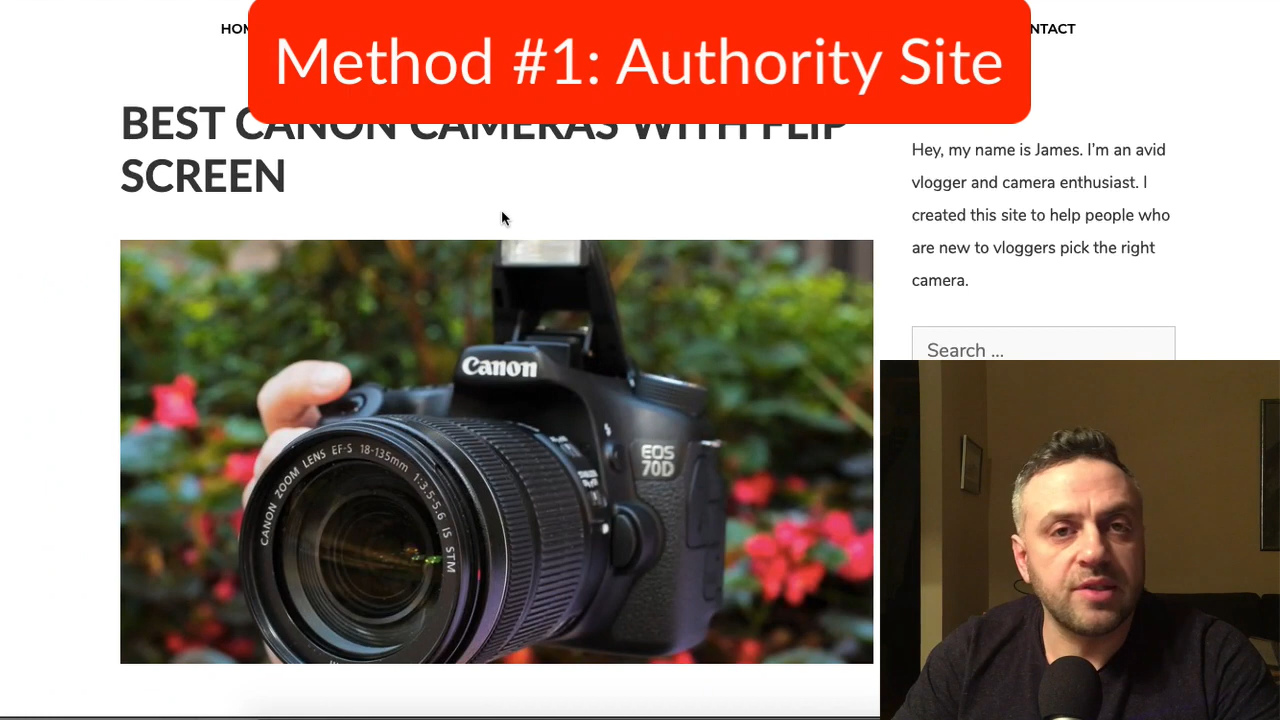 Method #1: Authority Site
BEST CANON CAMERAS WITH FLIP
SCREEN
Hey, my name is James. I'm an avid
vlogger and camera enthusiast. I
created this site to help people who
are new to vloggers pick the right
camera.
Search ...
Canon
EOS
70D
CANON ZOOM LENS EF-S 18-135mm 1:3.5-5.6 IS STM